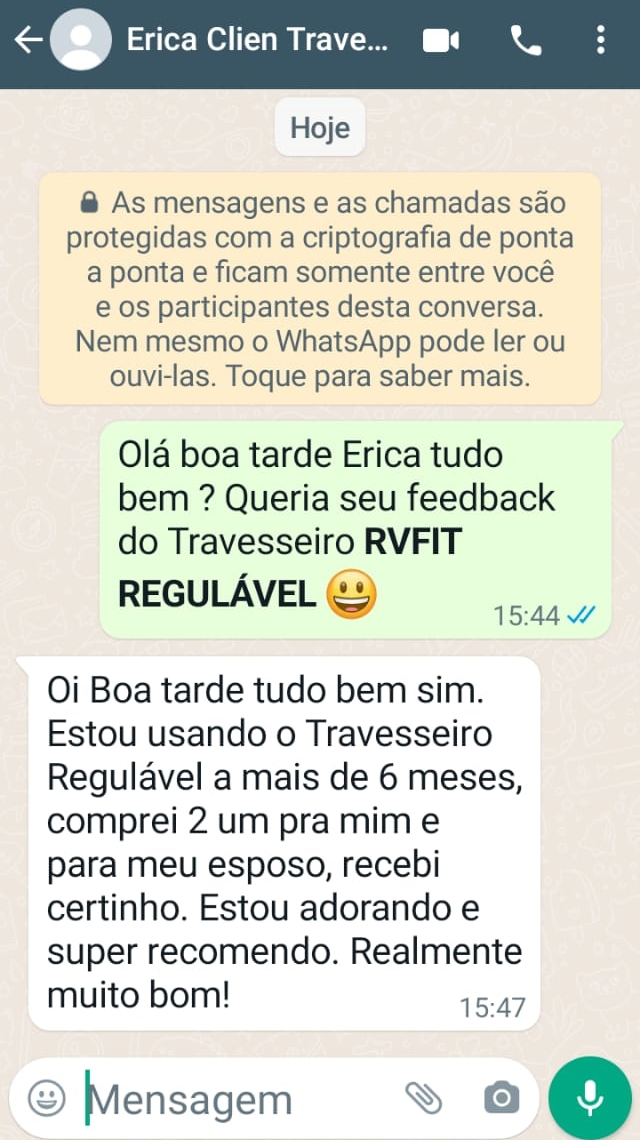 Erica Clien Trave...
Hoje
As mensagens e as chamadas são
protegidas com a criptografia de ponta
a ponta e ficam somente entre você
e os participantes desta conversa.
Nem mesmo o WhatsApp pode ler ou
ouvi-las. Toque para saber mais.
Olá boa tarde Erica tudo
bem ? Queria seu feedback
do Travesseiro RVFIT
REGULÁVEL 😃
15:44
Oi Boa tarde tudo bem sim.
Estou usando o Travesseiro
Regulável a mais de 6 meses,
comprei 2 um pra mim e
para meu esposo, recebi
certinho. Estou adorando e
super recomendo. Realmente
muito bom!
15:47
Mensagem